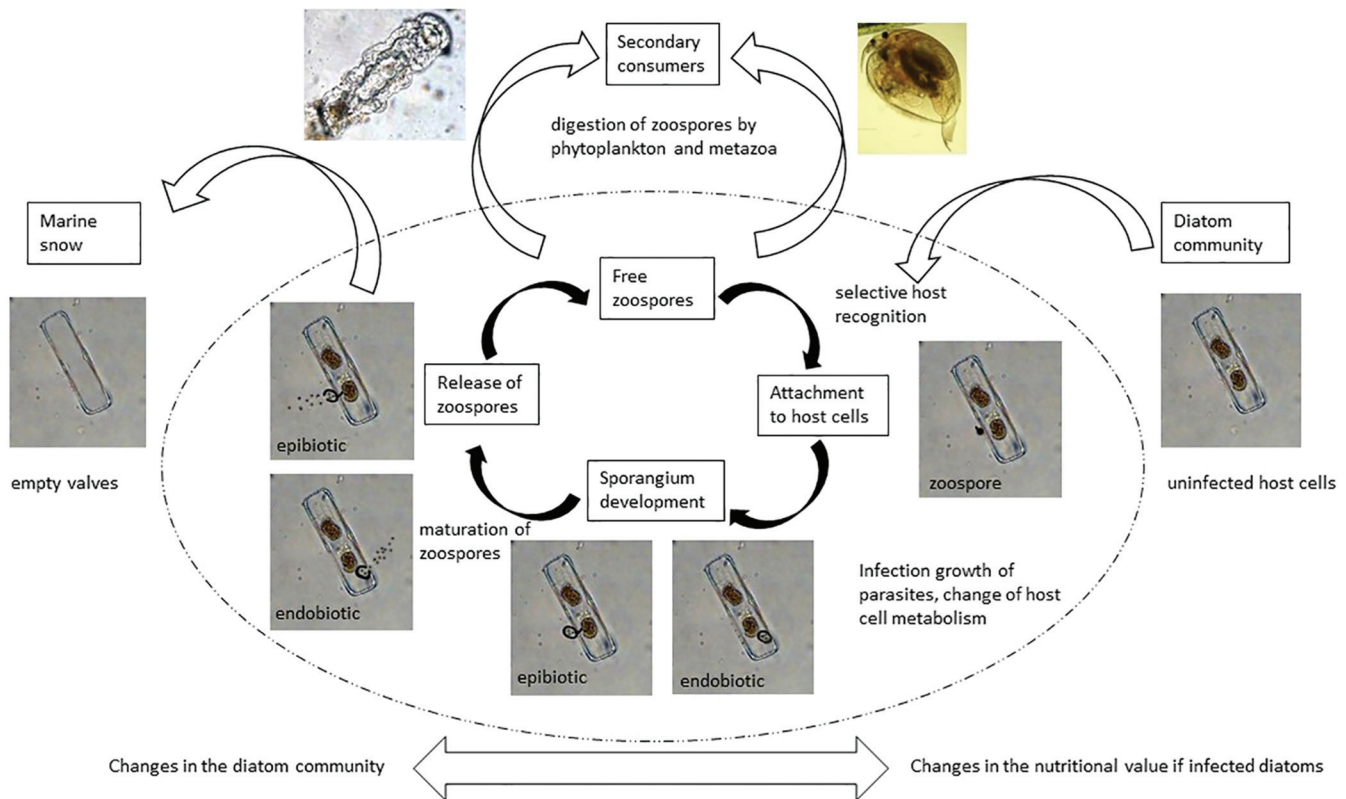 Secondary
consumers
digestion of zoospores by
phytoplankton and metazoa
Marine
snow
Diatom
community
Free
zoospores
selective host
recognition
Release of
zoospores
Attachment
to host cells
epibiotic
zoospore
empty valves
uninfected host cells
Sporangium
development
maturation of
zoospores
endobiotic
Infection growth of
parasites, change of host
cell metabolism
epibiotic
endobiotic
Changes in the diatom community
Changes in the nutritional value if infected diatoms